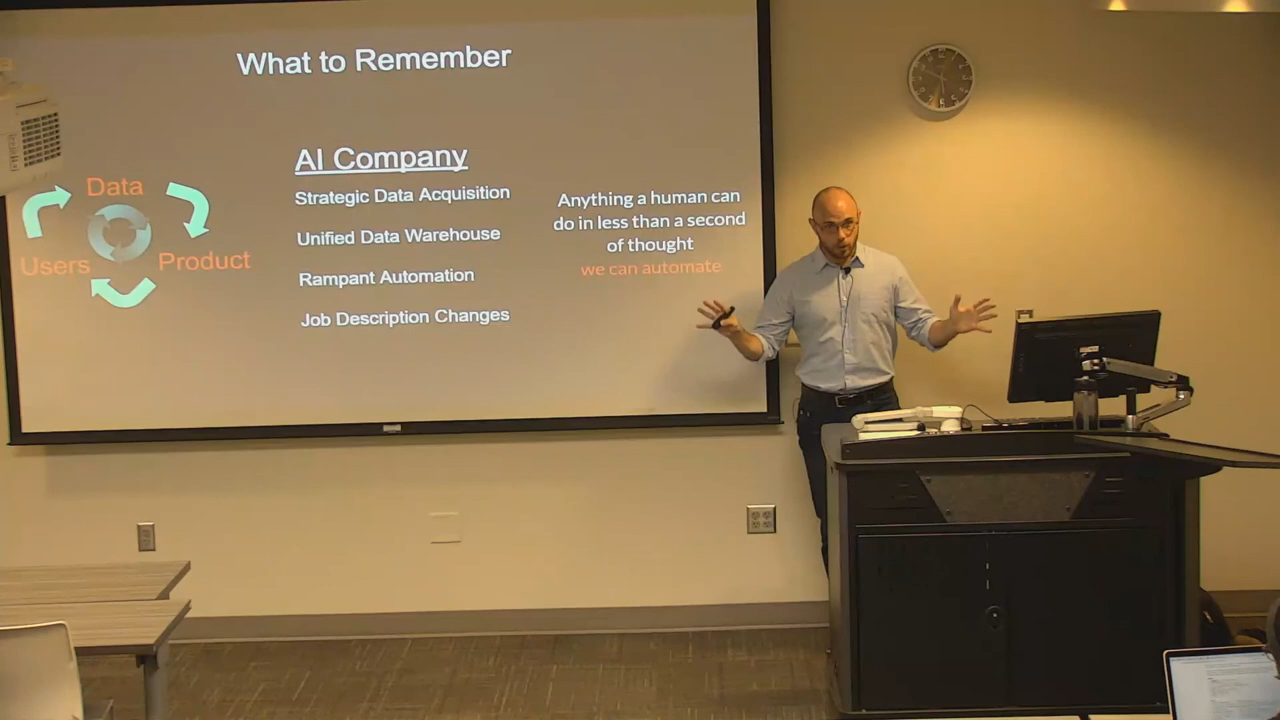 What to Remember
AI Company
Data
Users
Product
Strategic Data Acquisition
Unified Data Warehouse
Rampant Automation
Job Description Changes
Anything a human can
do in less than a second
of thought
we can automate